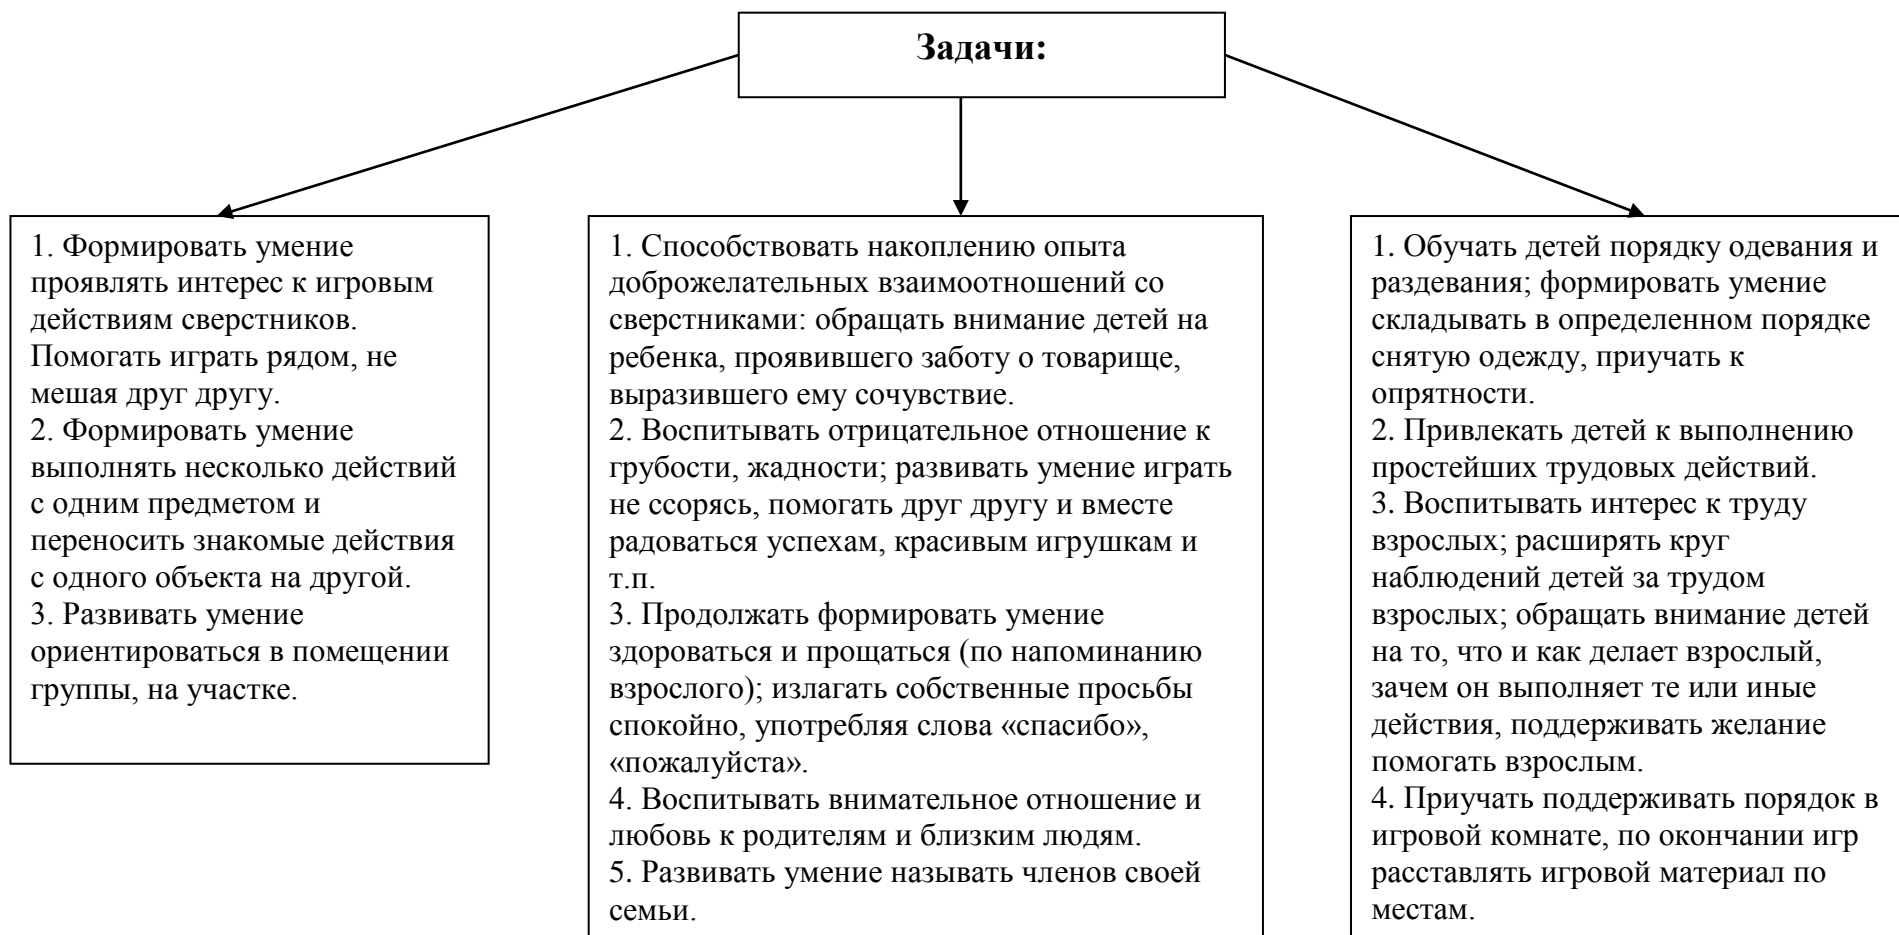 Задачи:
1. Формировать умение
проявлять интерес к игровым
действиям сверстников.
Помогать играть рядом, не
мешая друг другу.
2. Формировать умение
выполнять несколько действий
с одним предметом и
переносить знакомые действия
с одного объекта на другой.
3. Развивать умение
ориентироваться в помещении
группы, на участке.
1. Способствовать накоплению опыта
доброжелательных взаимоотношений со
сверстниками: обращать внимание детей на
ребенка, проявившего заботу о товарище,
выразившего ему сочувствие.
2. Воспитывать отрицательное отношение к
грубости, жадности; развивать умение играть
не ссорясь, помогать друг другу и вместе
радоваться успехам, красивым игрушкам и
т.п.
3. Продолжать формировать умение
здороваться и прощаться (по напоминанию
взрослого); излагать собственные просьбы
спокойно, употребляя слова «спасибо»,
«пожалуйста».
4. Воспитывать внимательное отношение и
любовь к родителям и близким людям.
5. Развивать умение называть членов своей
семьи.
1. Обучать детей порядку одевания и
раздевания; формировать умение
складывать в определенном порядке
снятую одежду, приучать к
опрятности.
2. Привлекать детей к выполнению
простейших трудовых действий.
3. Воспитывать интерес к труду
взрослых; расширять круг
наблюдений детей за трудом
взрослых; обращать внимание детей
на то, что и как делает взрослый,
зачем он выполняет те или иные
действия, поддерживать желание
помогать взрослым.
4. Приучать поддерживать порядок в
игровой комнате, по окончании игр
расставлять игровой материал по
местам.